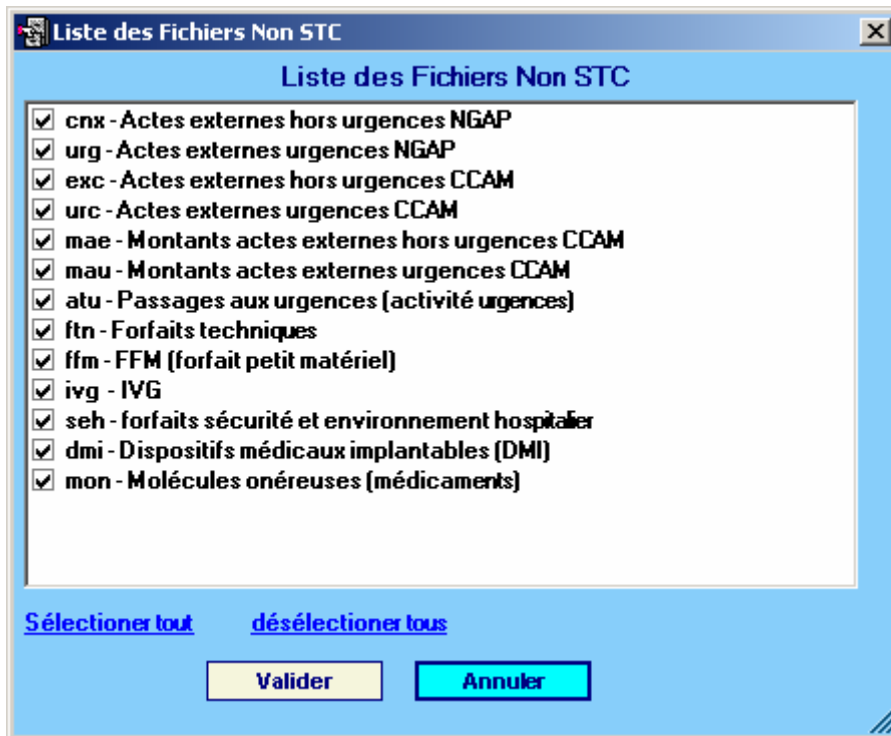 Liste des Fichiers Non STC
Liste des Fichiers Non STC
cnx - Actes externes hors urgences NGAP
urg - Actes externes urgences NGAP
exc - Actes externes hors urgences CCAM
urc - Actes externes urgences CCAM
mae - Montants actes externes hors urgences CCAM
mau - Montants actes externes urgences CCAM
atu - Passages aux urgences (activité urgences)
ftn - Forfaits techniques
ffm - FFM (forfait petit matériel)
ivg - IVG
seh - forfaits sécurité et environnement hospitalier
dmi - Dispositifs médicaux implantables (DMI)
mon - Molécules onéreuses (médicaments)
Sélectioner tout désélectioner tous
Valider Annuler